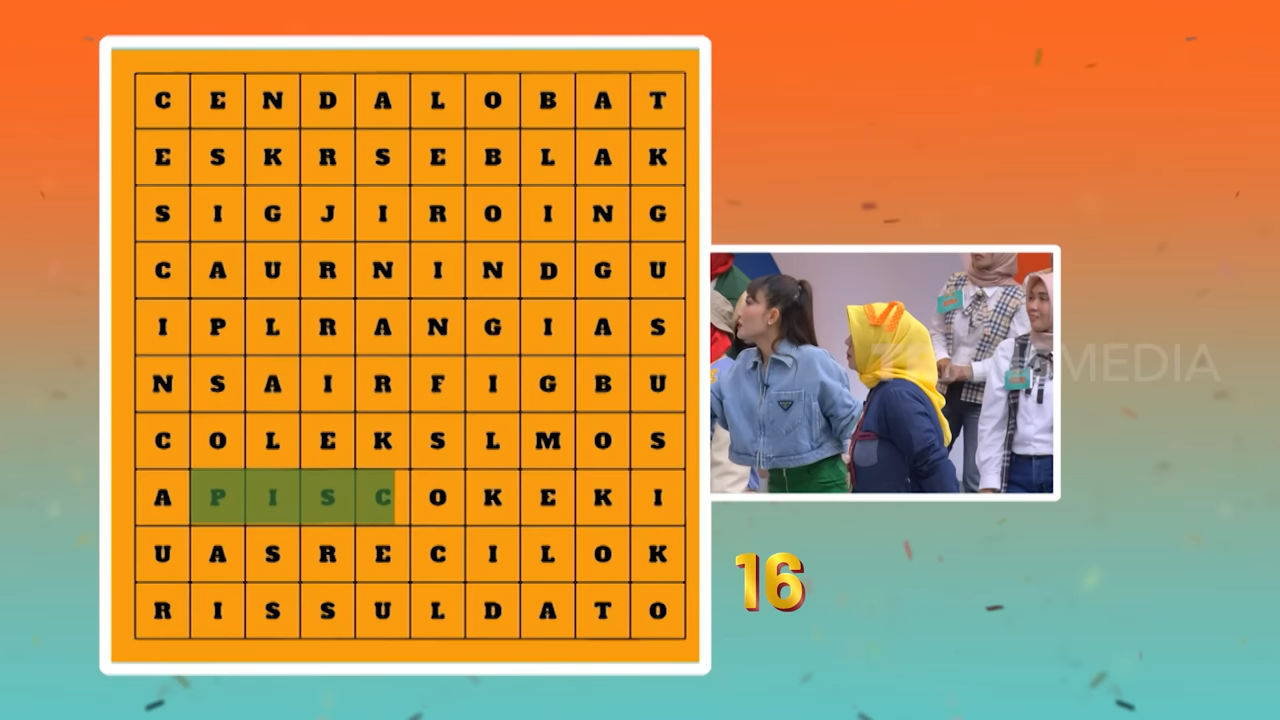 C E N D A L O B A T
E S K R S E B L A K
S I G J I R O I N G
C A U R N I N D G U
I P L R A N G I A S
N S A I R F I G B U
C O L E K S L M O S
A P I S C O K E K I
U A S R E C I L O K
R I S S U L D A T O
16